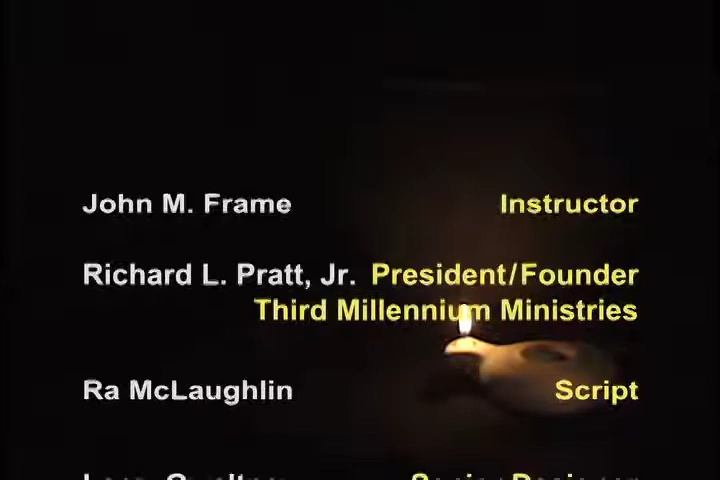 John M. Frame Instructor
Richard L. Pratt, Jr. President/Founder
Third Millennium Ministries
Ra McLaughlin Script